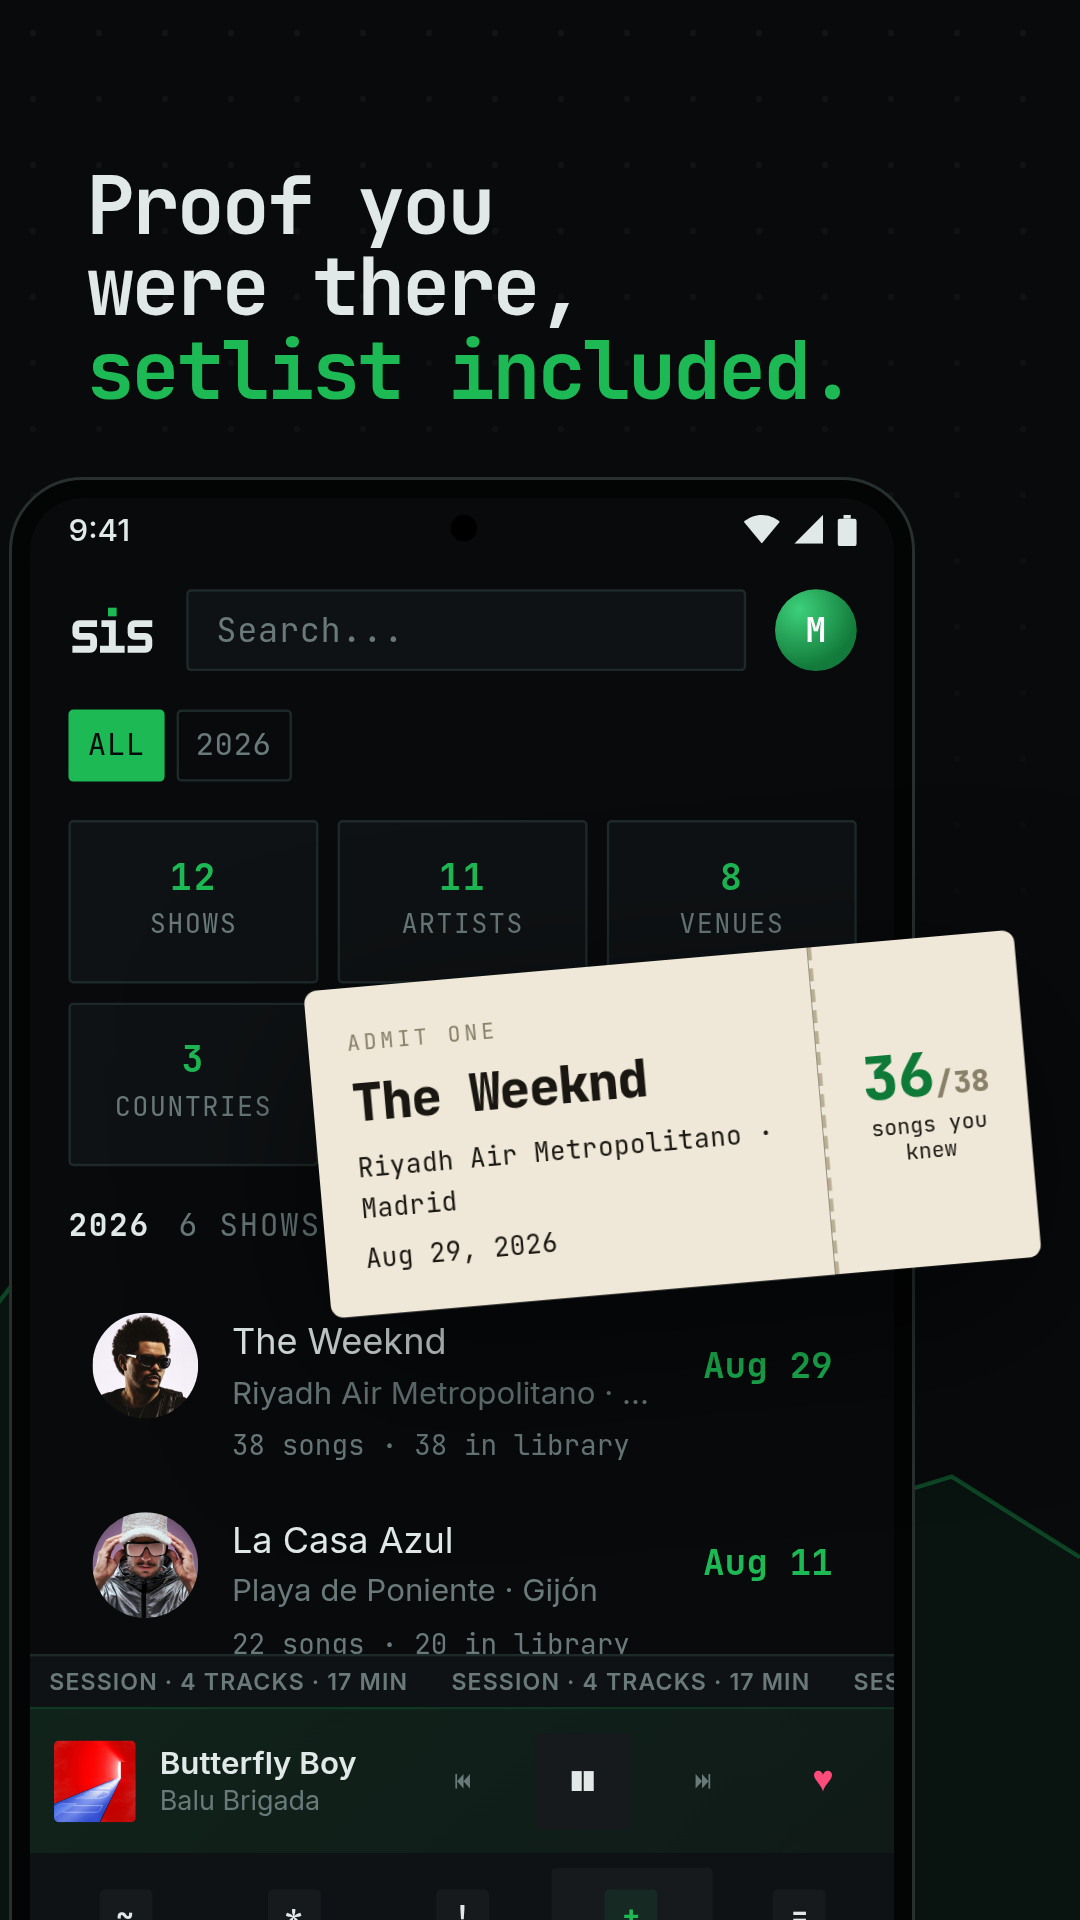 Proof you
were there,
setlist included.
9:41
sis
Search...
M
ALL
2026
12
SHOWS
11
ARTISTS
8
VENUES
3
COUNTRIES
ADMIT ONE
The Weeknd
Riyadh Air Metropolitano ·
Madrid
Aug 29, 2026
36/38
songs you
knew
2026 6 SHOWS
The Weeknd
Riyadh Air Metropolitano · ...
38 songs · 38 in library
Aug 29
La Casa Azul
Playa de Poniente · Gijón
22 songs · 20 in library
Aug 11
SESSION · 4 TRACKS · 17 MIN SESSION · 4 TRACKS · 17 MIN SES
Butterfly Boy
Balu Brigada
~ * ! + =